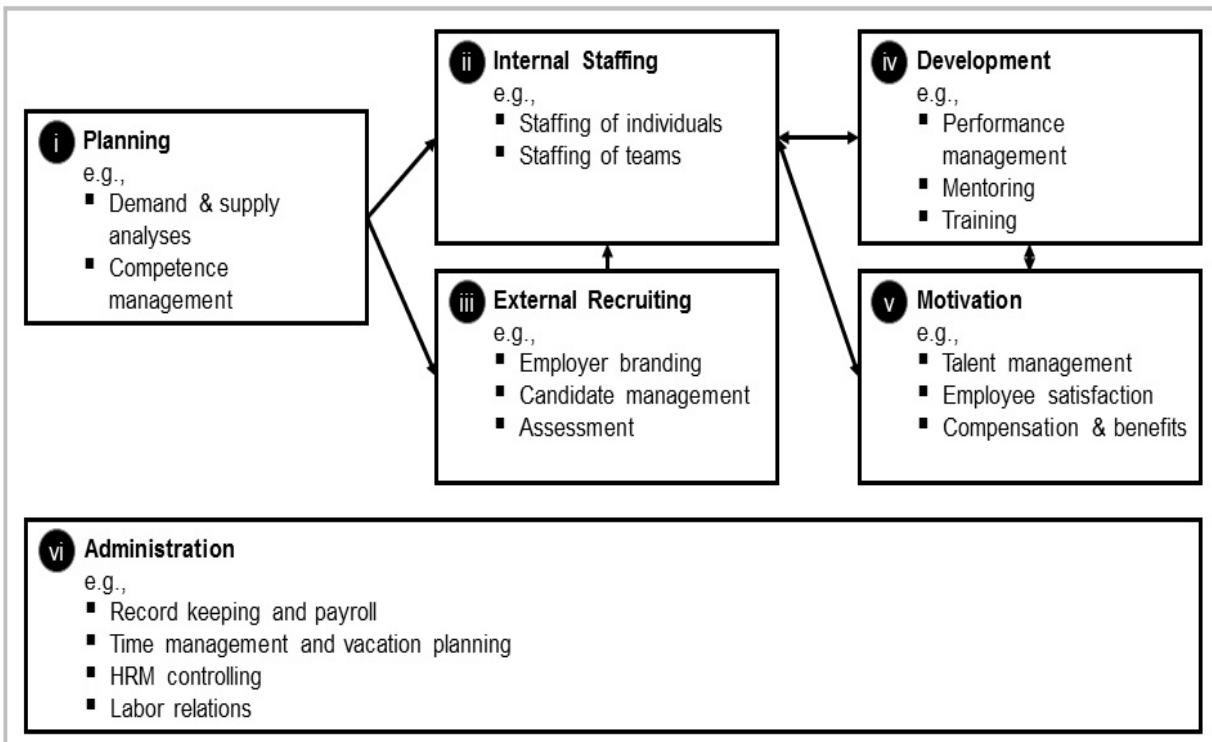 i Planning
e.g.,
▪ Demand & supply
analyses
▪ Competence
management
ii Internal Staffing
e.g.,
▪ Staffing of individuals
▪ Staffing of teams
iii External Recruiting
e.g.,
▪ Employer branding
▪ Candidate management
▪ Assessment
iv Development
e.g.,
▪ Performance
management
▪ Mentoring
▪ Training
v Motivation
e.g.,
▪ Talent management
▪ Employee satisfaction
▪ Compensation & benefits
vi Administration
e.g.,
▪ Record keeping and payroll
▪ Time management and vacation planning
▪ HRM controlling
▪ Labor relations